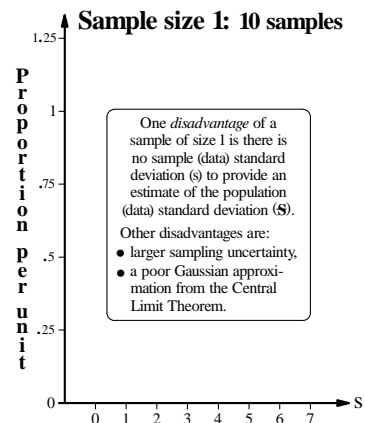 Sample size 1: 10 samples
Proportion per unit
1.25
1
.75
.5
.25
0
One disadvantage of a
sample of size 1 is there is
no sample (data) standard
deviation (s) to provide an
estimate of the population
(data) standard deviation (S).
Other disadvantages are:
● larger sampling uncertainty,
● a poor Gaussian approxi-
mation from the Central
Limit Theorem.
0 1 2 3 4 5 6 7
S